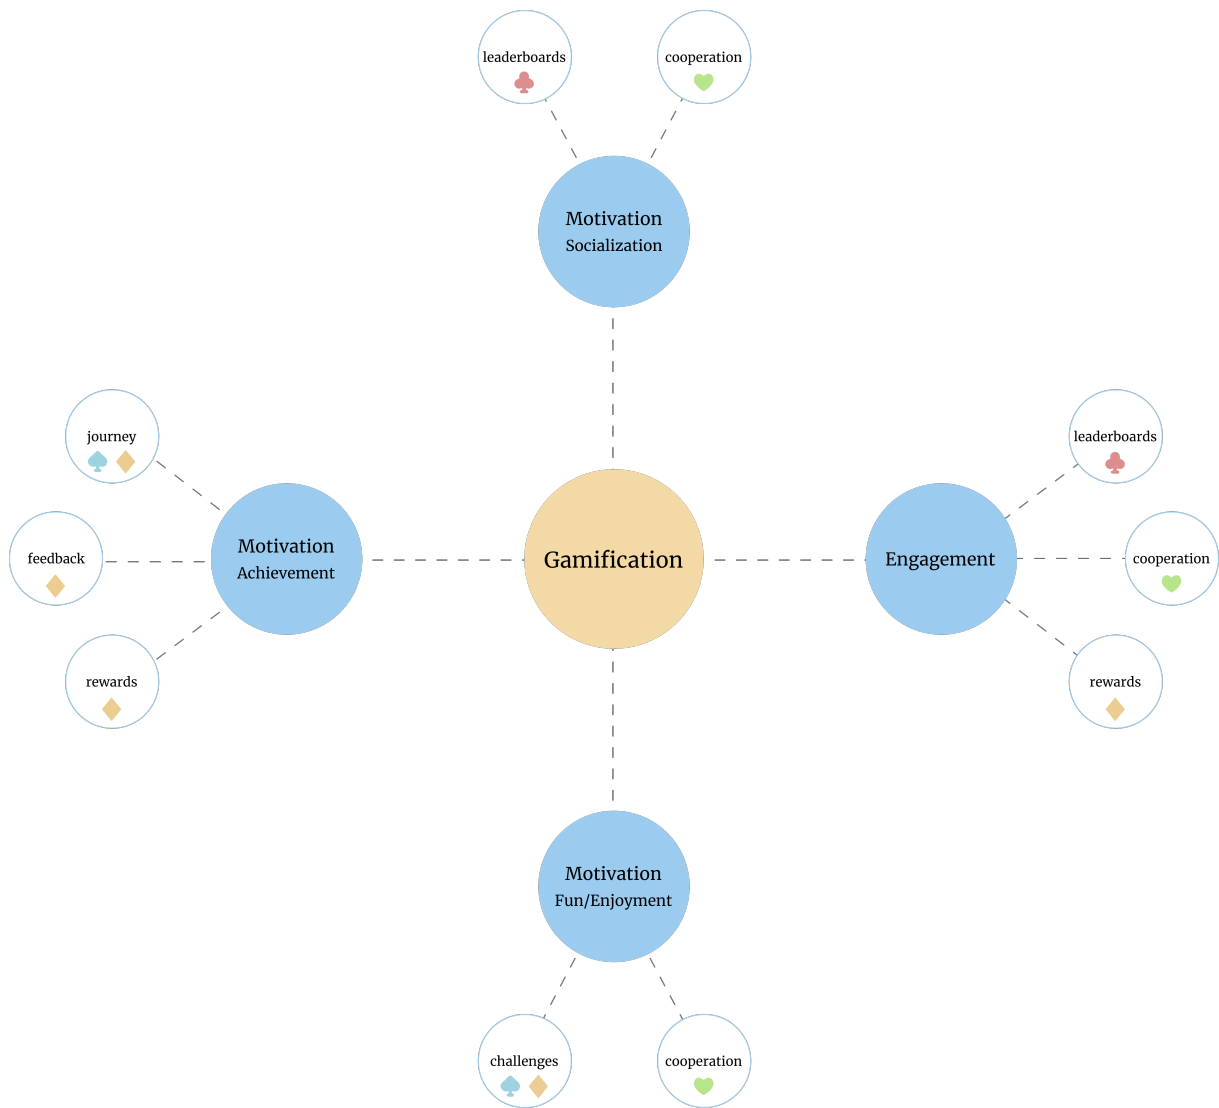 leaderboards
cooperation
Motivation
Socialization
journey
feedback
rewards
Motivation
Achievement
Gamification
Engagement
leaderboards
cooperation
rewards
Motivation
Fun/Enjoyment
challenges
cooperation